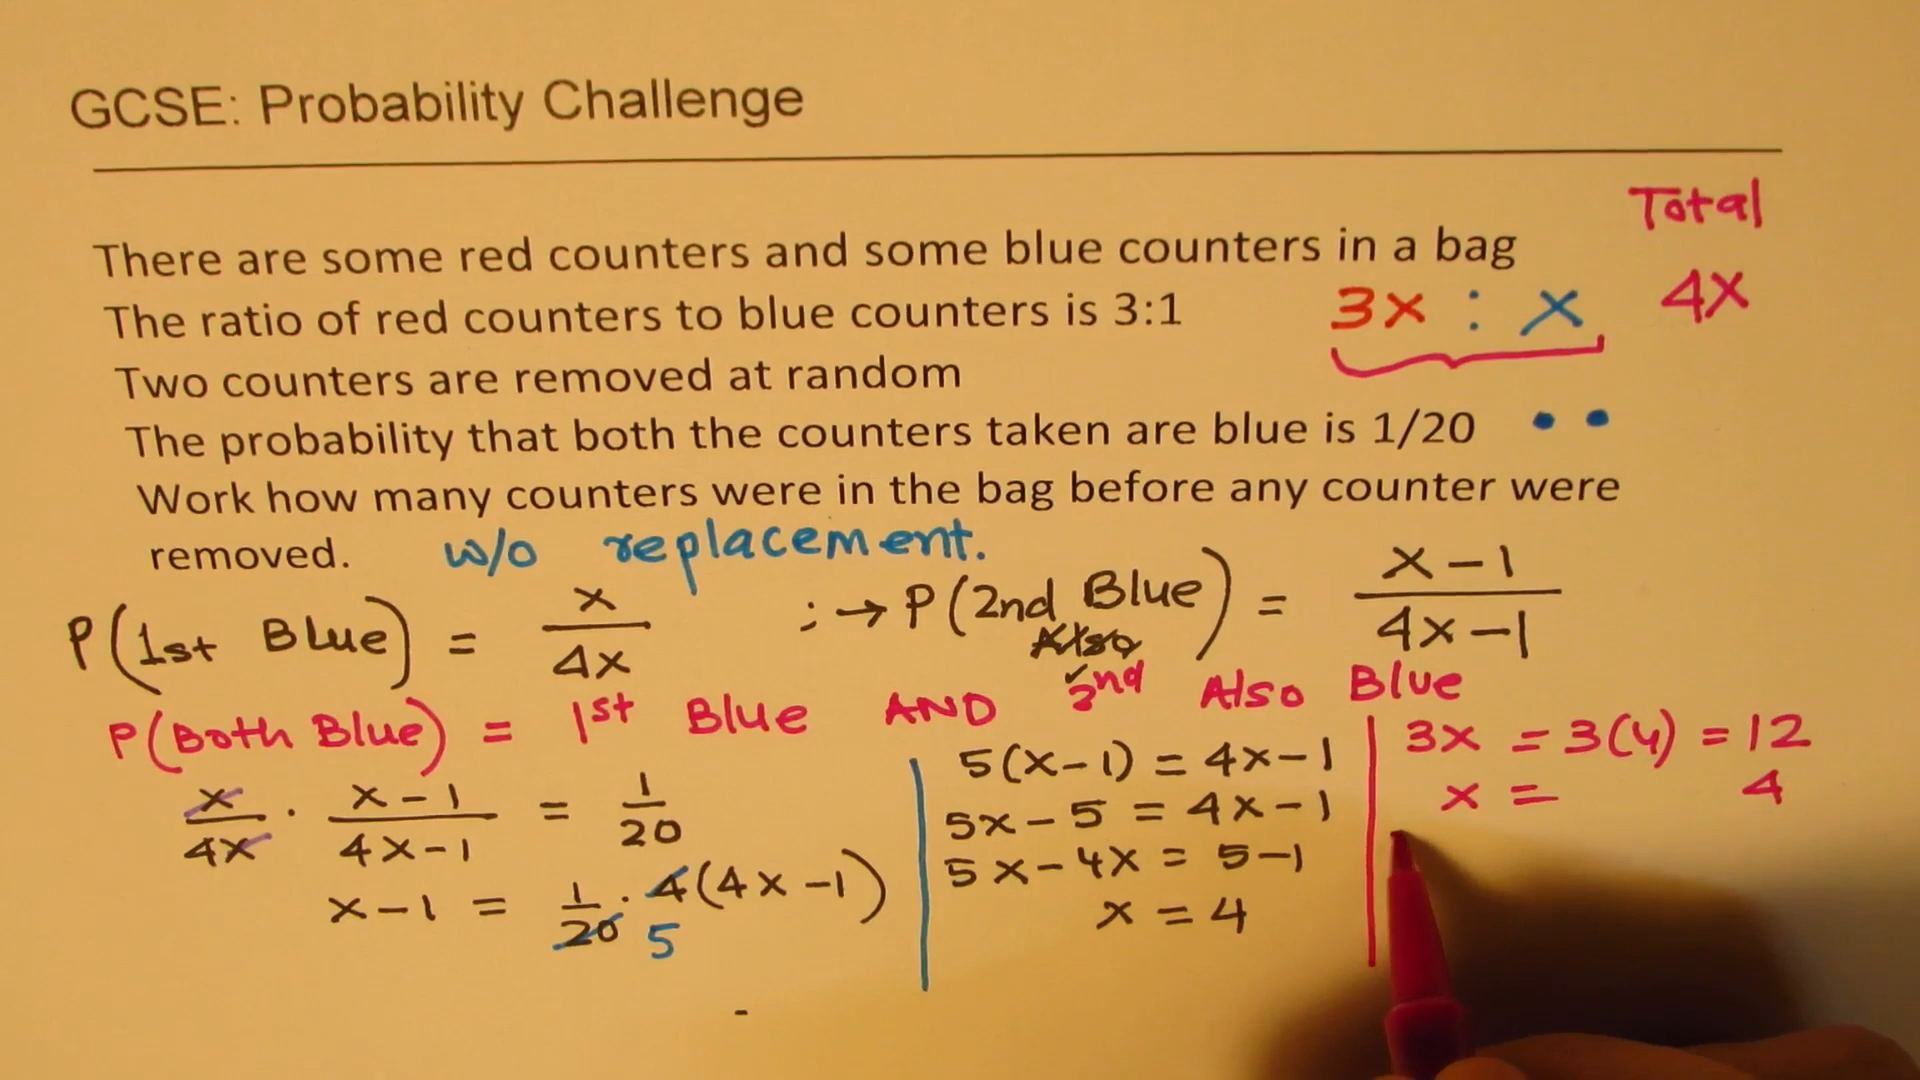 GCSE: Probability Challenge
Total
There are some red counters and some blue counters in a bag
The ratio of red counters to blue counters is 3:1 3x : x 4x
Two counters are removed at random
The probability that both the counters taken are blue is 1/20
Work how many counters were in the bag before any counter were
removed. w/o replacement.
P(1st Blue) = x/4x ; → P(2nd Blue) = x-1/4x-1
Also
P(Both Blue) = 1st Blue AND 2nd Also Blue
x/4x · x-1/4x-1 = 1/20
x-1 = 1/20 · 4(4x-1)
5
5(x-1) = 4x-1
5x-5 = 4x-1
5x-4x = 5-1
x = 4
3x = 3(4) = 12
x = 4